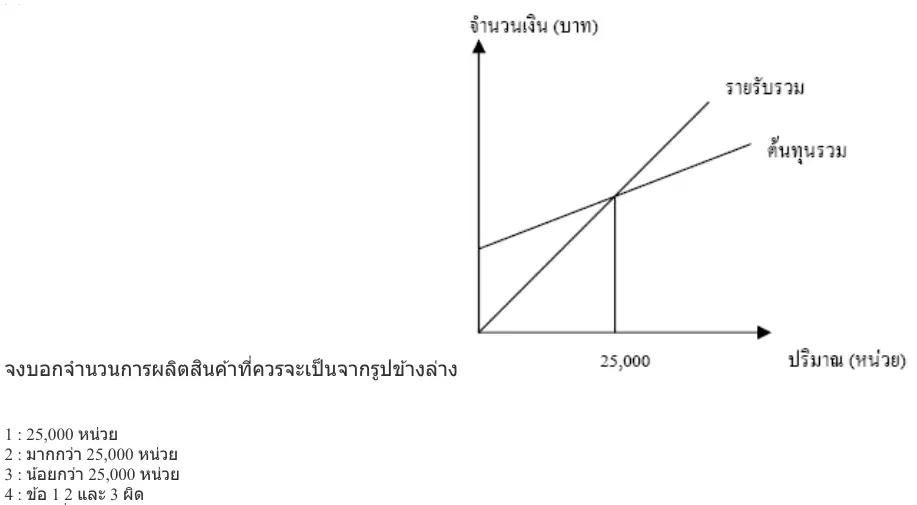 จำนวนเงิน (บาท)
รายรับรวม
ต้นทุนรวม
25,000
ปริมาณ (หน่วย)
จงบอกจำนวนการผลิตสินค้าที่ควรจะเป็นจากรูปข้างล่าง
1 : 25,000 หน่วย
2 : มากกว่า 25,000 หน่วย
3 : น้อยกว่า 25,000 หน่วย
4 : ข้อ 1 2 และ 3 ผิด